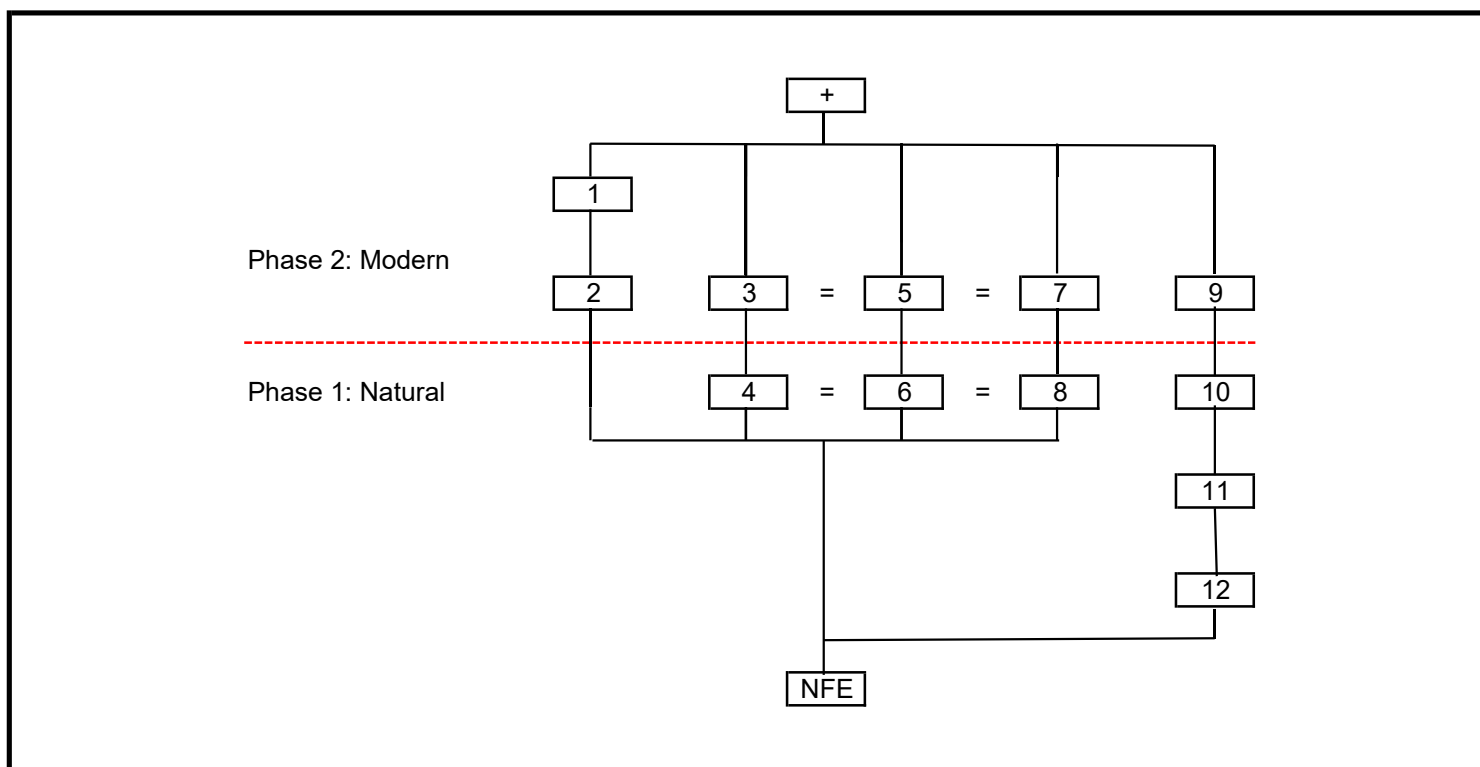 +
1
Phase 2: Modern
2 3 = 5 = 7 9
Phase 1: Natural
4 = 6 = 8 10
11
12
NFE